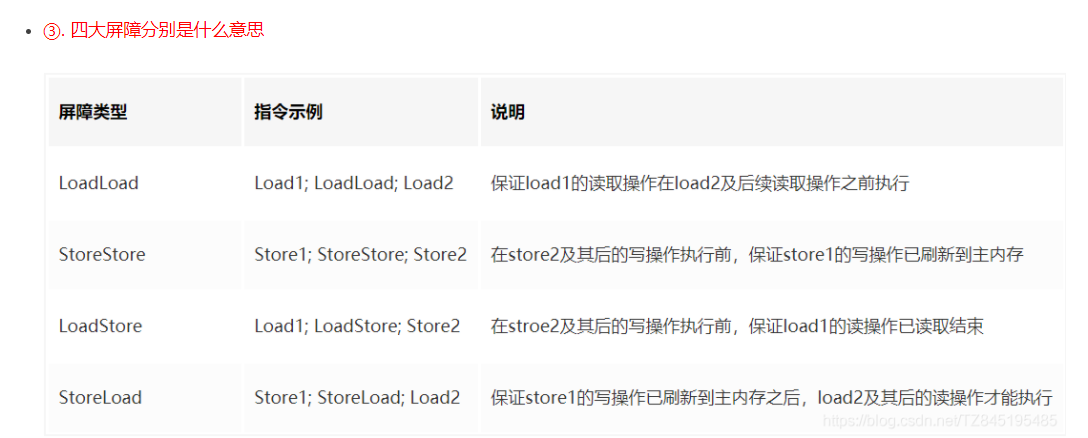 ③. 四大屏障分别是什么意思
屏障类型 指令示例 说明
LoadLoad Load1; LoadLoad; Load2 保证load1的读取操作在load2及后续读取操作之前执行
StoreStore Store1; StoreStore; Store2 在store2及其后的写操作执行前，保证store1的写操作已刷新到主内存
LoadStore Load1; LoadStore; Store2 在stroe2及其后的写操作执行前，保证load1的读操作已读取结束
StoreLoad Store1; StoreLoad; Load2 保证store1的写操作已刷新到主内存之后，load2及其后的读操作才能执行
https://blog.csdn.net/TZ845195485